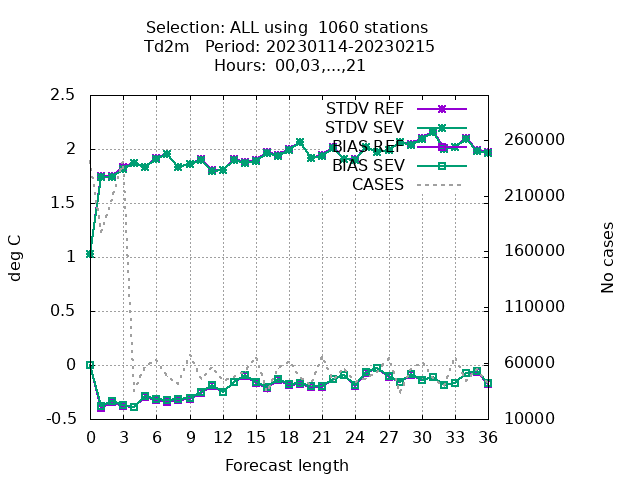 Selection: ALL using  1060 stations
Td2m   Period: 20230114-20230215
Hours:  00,03,...,21
STDV REF
STDV SEV
BIAS REF
BIAS SEV
CASES
2.5
2
1.5
1
0.5
0
-0.5
260000
210000
160000
110000
60000
10000
deg C
No cases
0 3 6 9 12 15 18 21 24 27 30 33 36
Forecast length